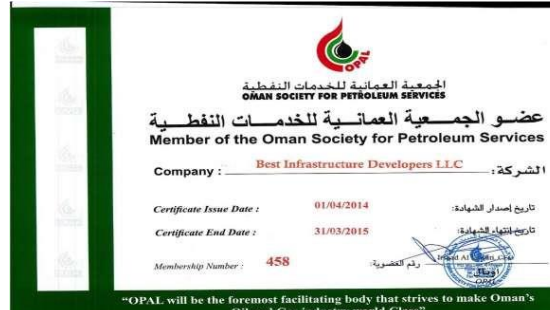 OPAL
الجمعية العمانية للخدمات النفطية
OMAN SOCIETY FOR PETROLEUM SERVICES
عضو الجمعية العمانية للخدمات النفطية
Member of the Oman Society for Petroleum Services
Company : Best Infrastructure Developers LLC الشركة:
Certificate Issue Date : 01/04/2014 تاريخ إصدار الشهادة:
Certificate End Date : 31/03/2015 تاريخ إنتهاء الشهادة:
Membership Number : 458 رقم العضوية:
أوبال
OPAL
"OPAL will be the foremost facilitating body that strives to make Oman's